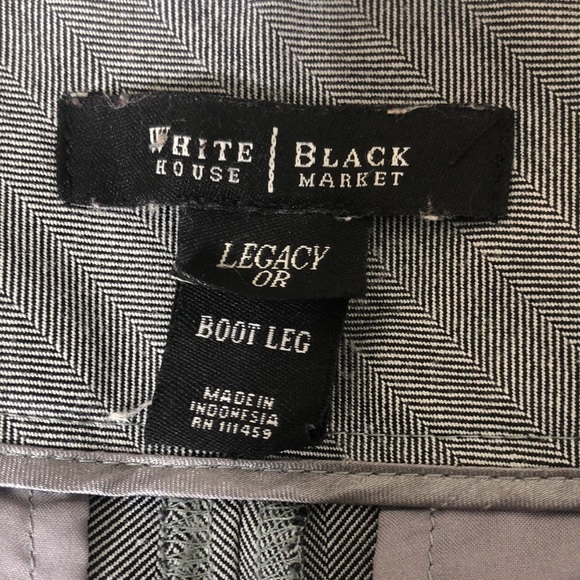 WHITE | BLACK
HOUSE | MARKET
LEGACY
OR
BOOT LEG
MADE IN
INDONESIA
RN 111459